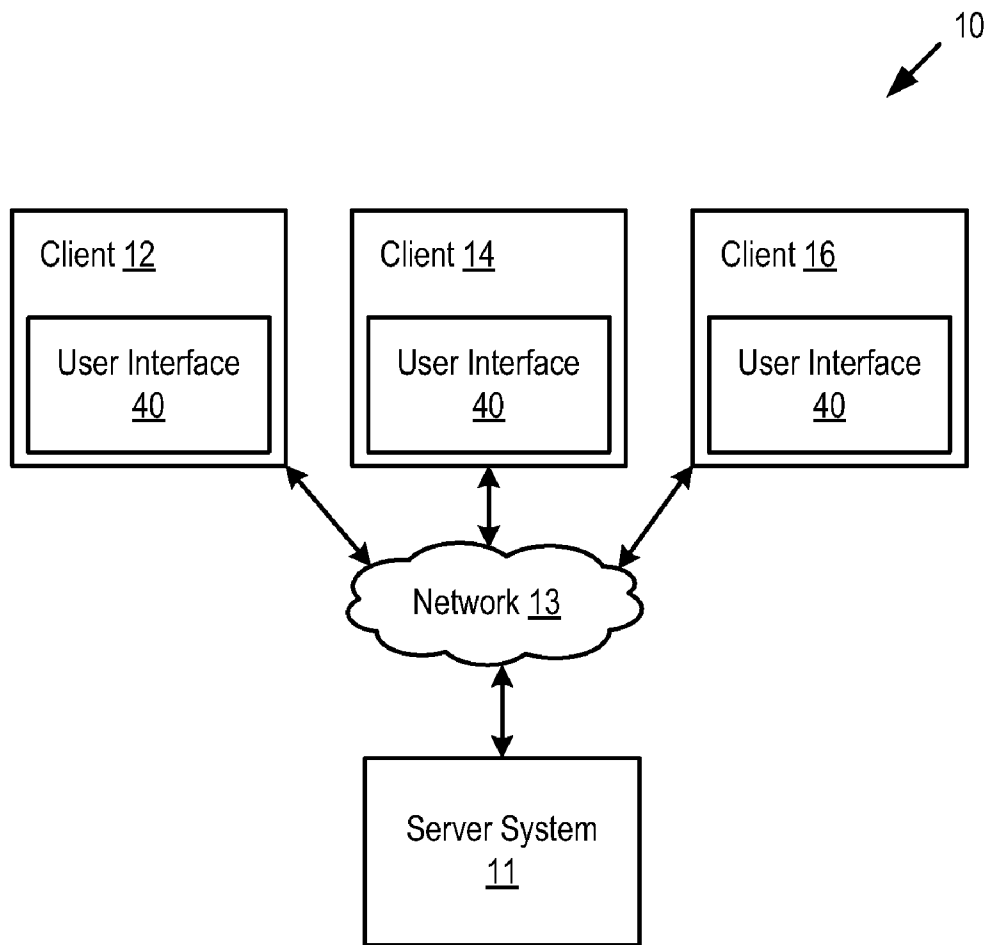 10
Client 12
Client 14
Client 16
User Interface
40
User Interface
40
User Interface
40
Network 13
Server System
11